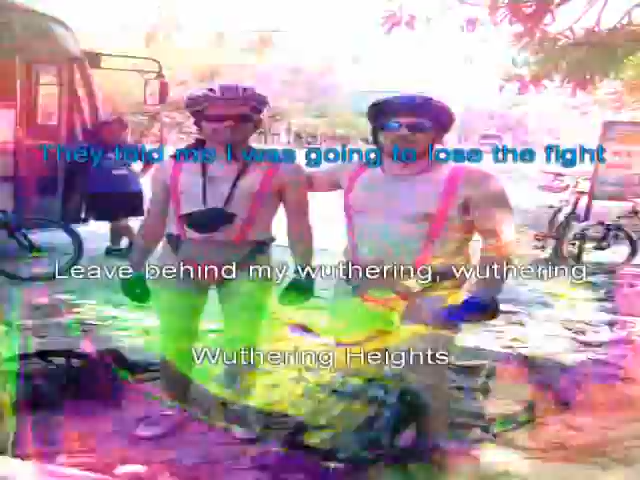 They told me I was going to lose the fight
Leave behind my wuthering, wuthering
Wuthering Heights